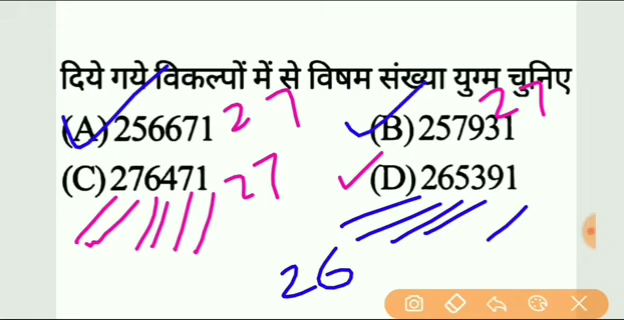 दिये गये विकल्पों में से विषम संख्या युग्म चुनिए
(A) 256671 27 (B) 257931 27
(C) 276471 27 (D) 265391
26